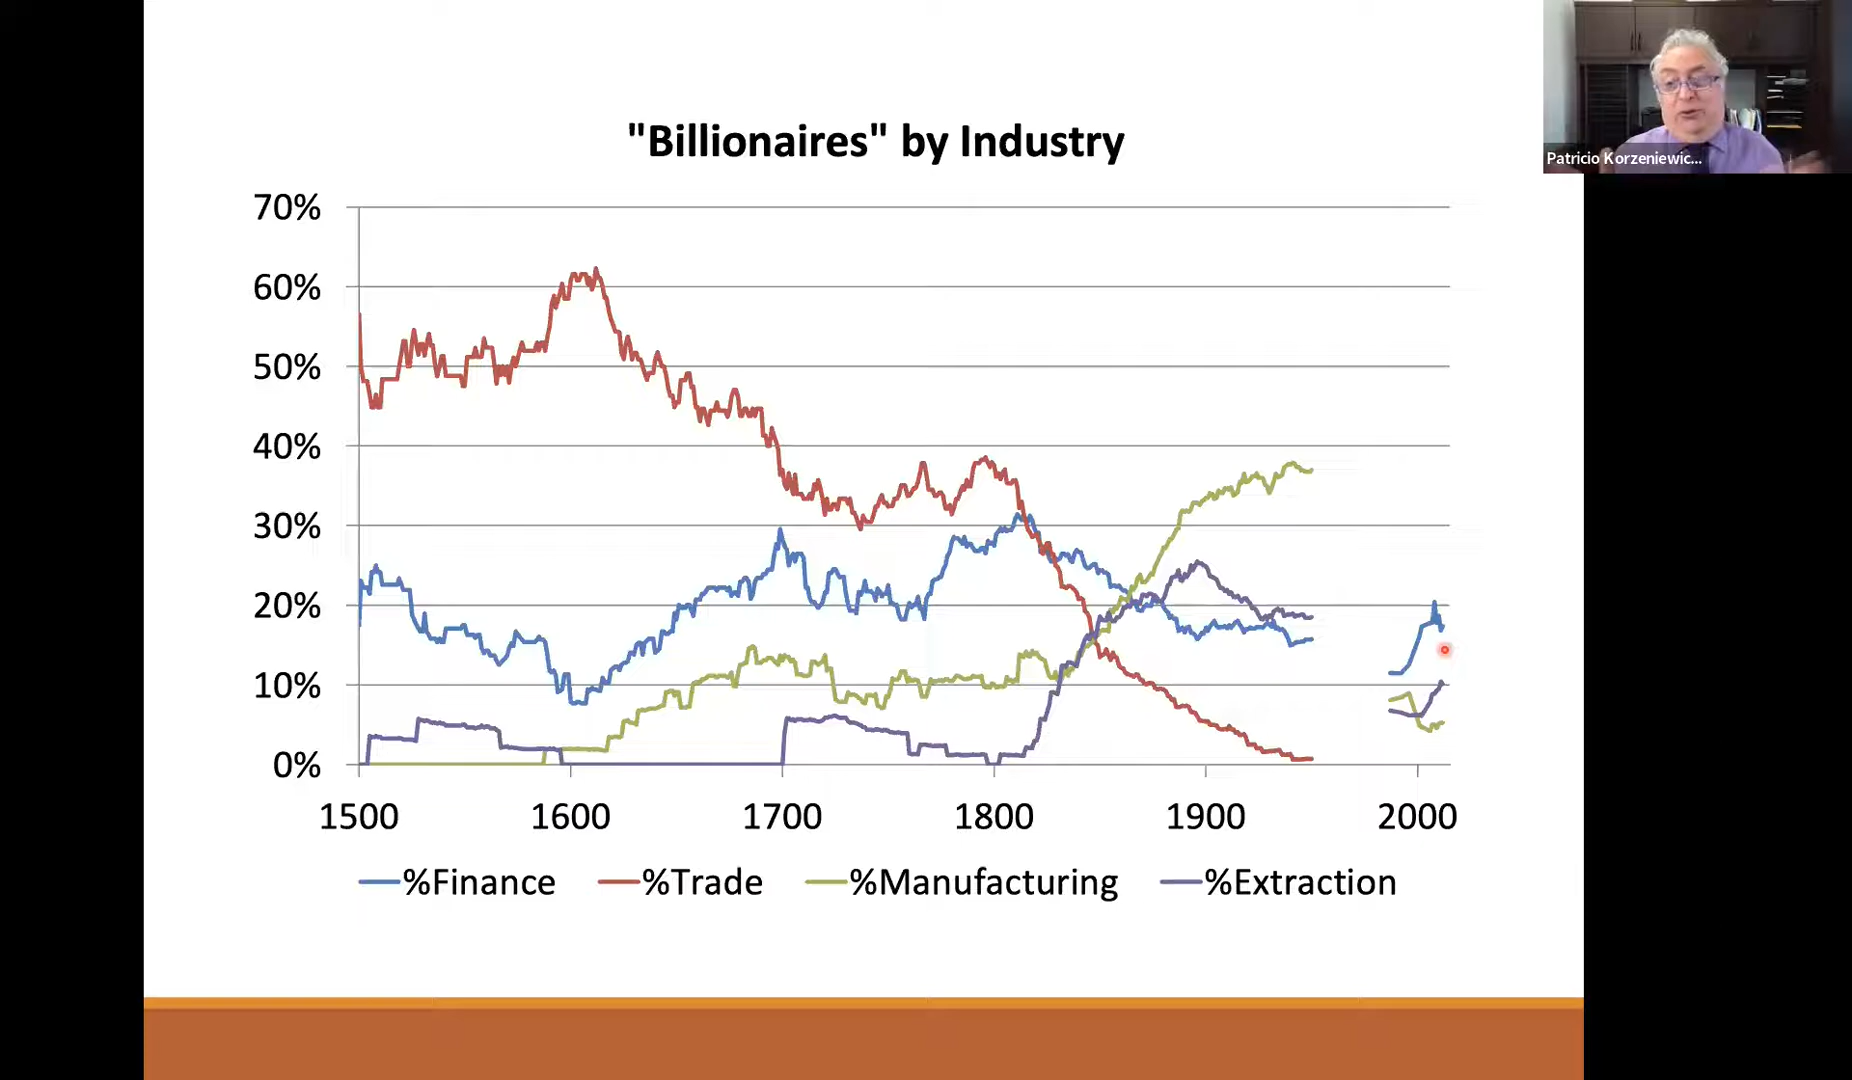 "Billionaires" by Industry
Patricio Korzeniewic...
70%
60%
50%
40%
30%
20%
10%
0%
1500 1600 1700 1800 1900 2000
%Finance %Trade %Manufacturing %Extraction